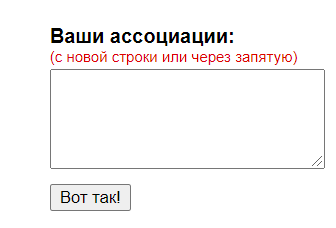 Ваши ассоциации:
(с новой строки или через запятую)
Вот так!